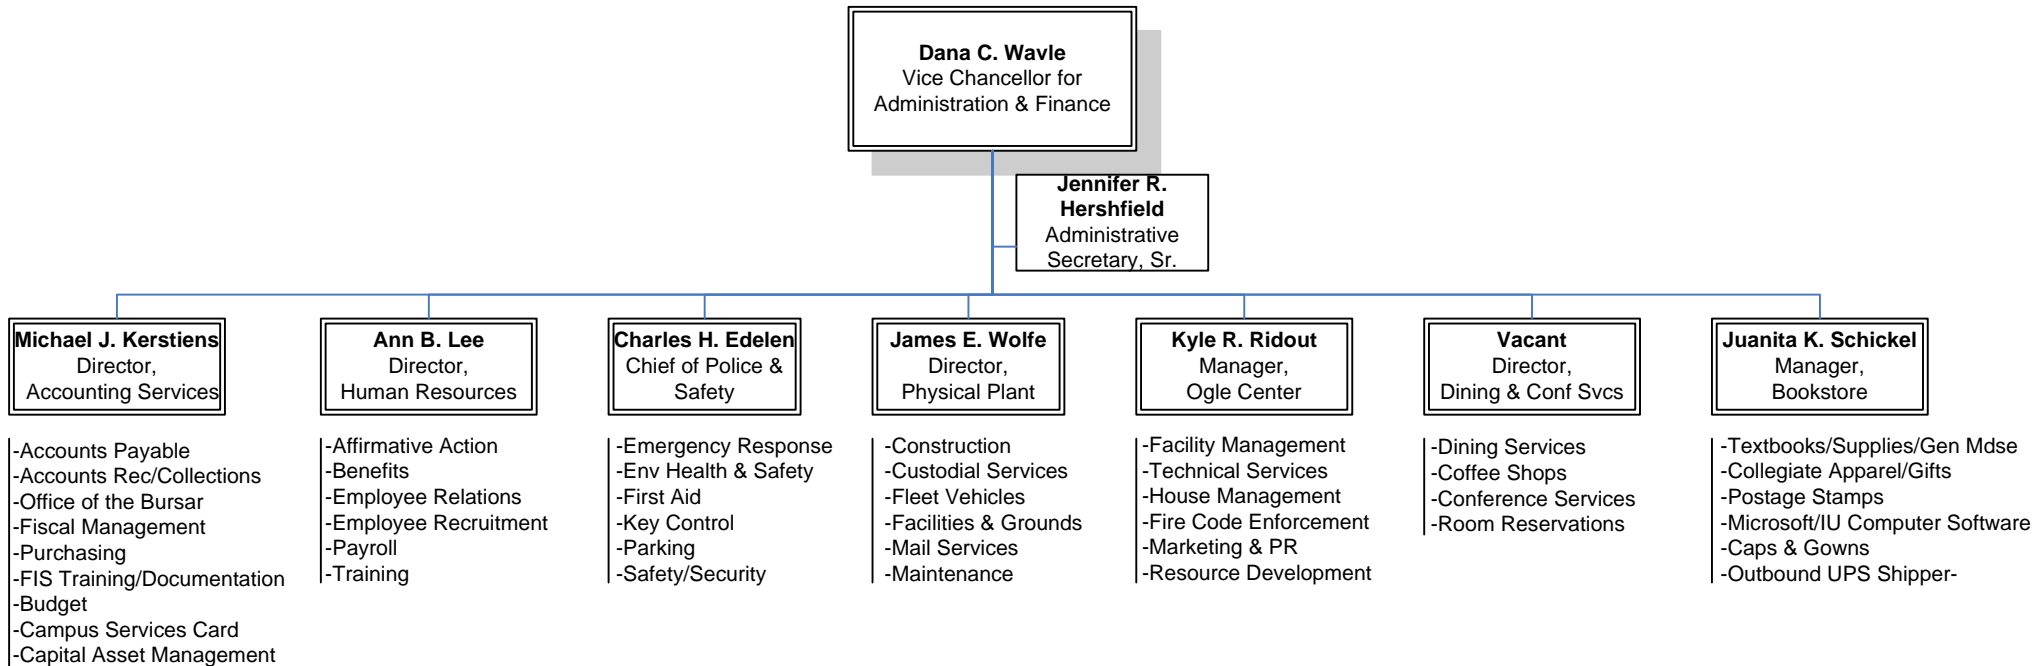 Dana C. Wavle
Vice Chancellor for
Administration & Finance
Jennifer R.
Hershfield
Administrative
Secretary, Sr.
Michael J. Kerstiens
Director,
Accounting Services
-Accounts Payable
-Accounts Rec/Collections
-Office of the Bursar
-Fiscal Management
-Purchasing
-FIS Training/Documentation
-Budget
-Campus Services Card
-Capital Asset Management
Ann B. Lee
Director,
Human Resources
-Affirmative Action
-Benefits
-Employee Relations
-Employee Recruitment
-Payroll
-Training
Charles H. Edelen
Chief of Police &
Safety
-Emergency Response
-Env Health & Safety
-First Aid
-Key Control
-Parking
-Safety/Security
James E. Wolfe
Director,
Physical Plant
-Construction
-Custodial Services
-Fleet Vehicles
-Facilities & Grounds
-Mail Services
-Maintenance
Kyle R. Ridout
Manager,
Ogle Center
-Facility Management
-Technical Services
-House Management
-Fire Code Enforcement
-Marketing & PR
-Resource Development
Vacant
Director,
Dining & Conf Svcs
-Dining Services
-Coffee Shops
-Conference Services
-Room Reservations
Juanita K. Schickel
Manager,
Bookstore
-Textbooks/Supplies/Gen Mdse
-Collegiate Apparel/Gifts
-Postage Stamps
-Microsoft/IU Computer Software
-Caps & Gowns
-Outbound UPS Shipper-